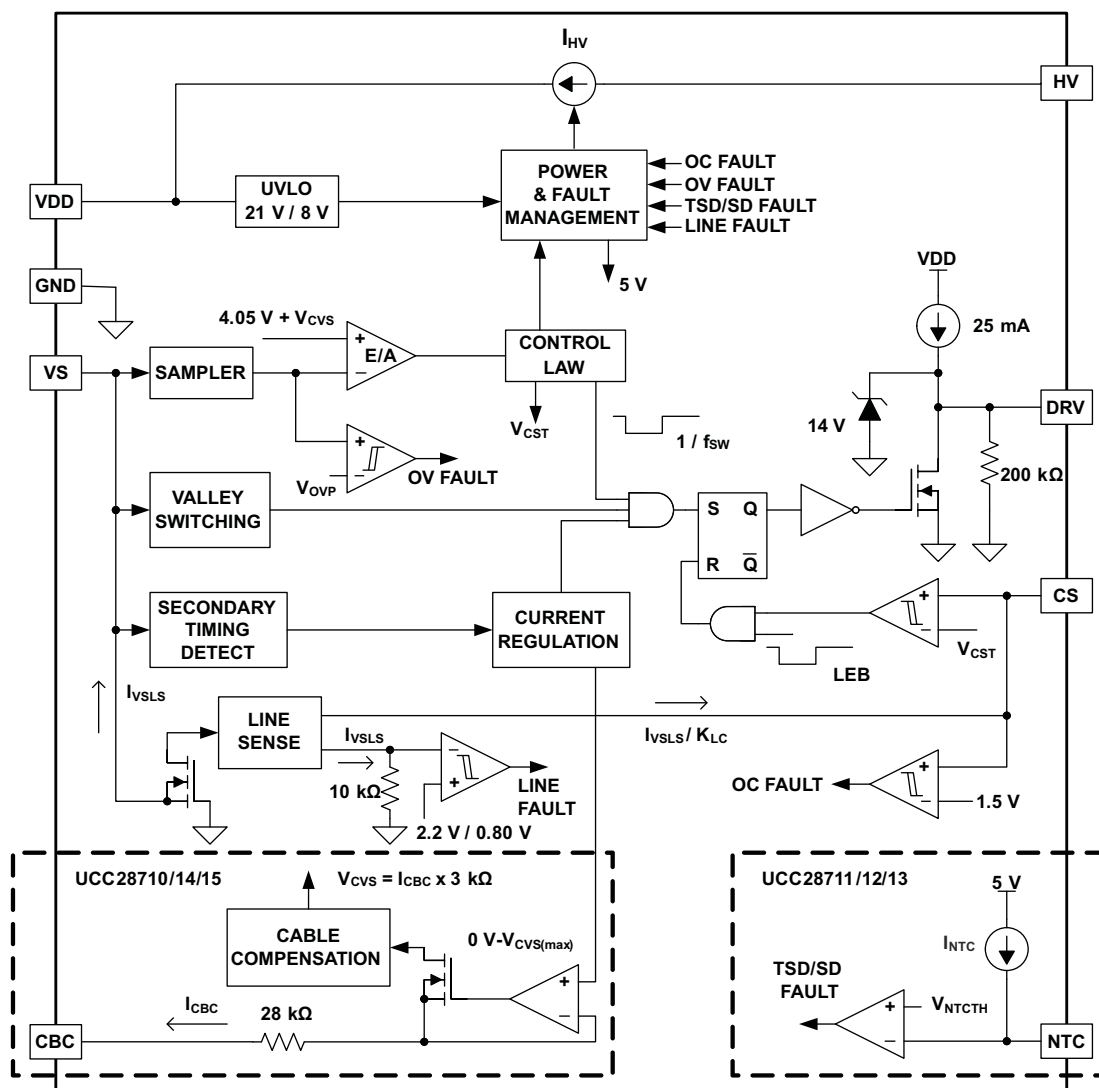 I_HV
HV
VDD
UVLO
21 V / 8 V
POWER
& FAULT
MANAGEMENT
OC FAULT
OV FAULT
TSD/SD FAULT
LINE FAULT
5 V
GND
VDD
25 mA
4.05 V + V_CVS
+
E/A
–
CONTROL
LAW
VS
SAMPLER
V_CST
14 V
DRV
200 kΩ
1 / f_SW
+
–
V_OVP
OV FAULT
VALLEY
SWITCHING
S Q
R Q̅
SECONDARY
TIMING
DETECT
CURRENT
REGULATION
+
–
CS
V_CST
LEB
I_VSLS
LINE
SENSE
I_VSLS
I_VSLS / K_LC
10 kΩ
–
+
LINE
FAULT
2.2 V / 0.80 V
OC FAULT
+
–
1.5 V
UCC28710/14/15
V_CVS = I_CBC x 3 kΩ
CABLE
COMPENSATION
0 V-V_CVS(max)
+
–
I_CBC
28 kΩ
CBC
UCC28711/12/13
5 V
I_NTC
TSD/SD
FAULT
+
–
V_NTCTH
NTC